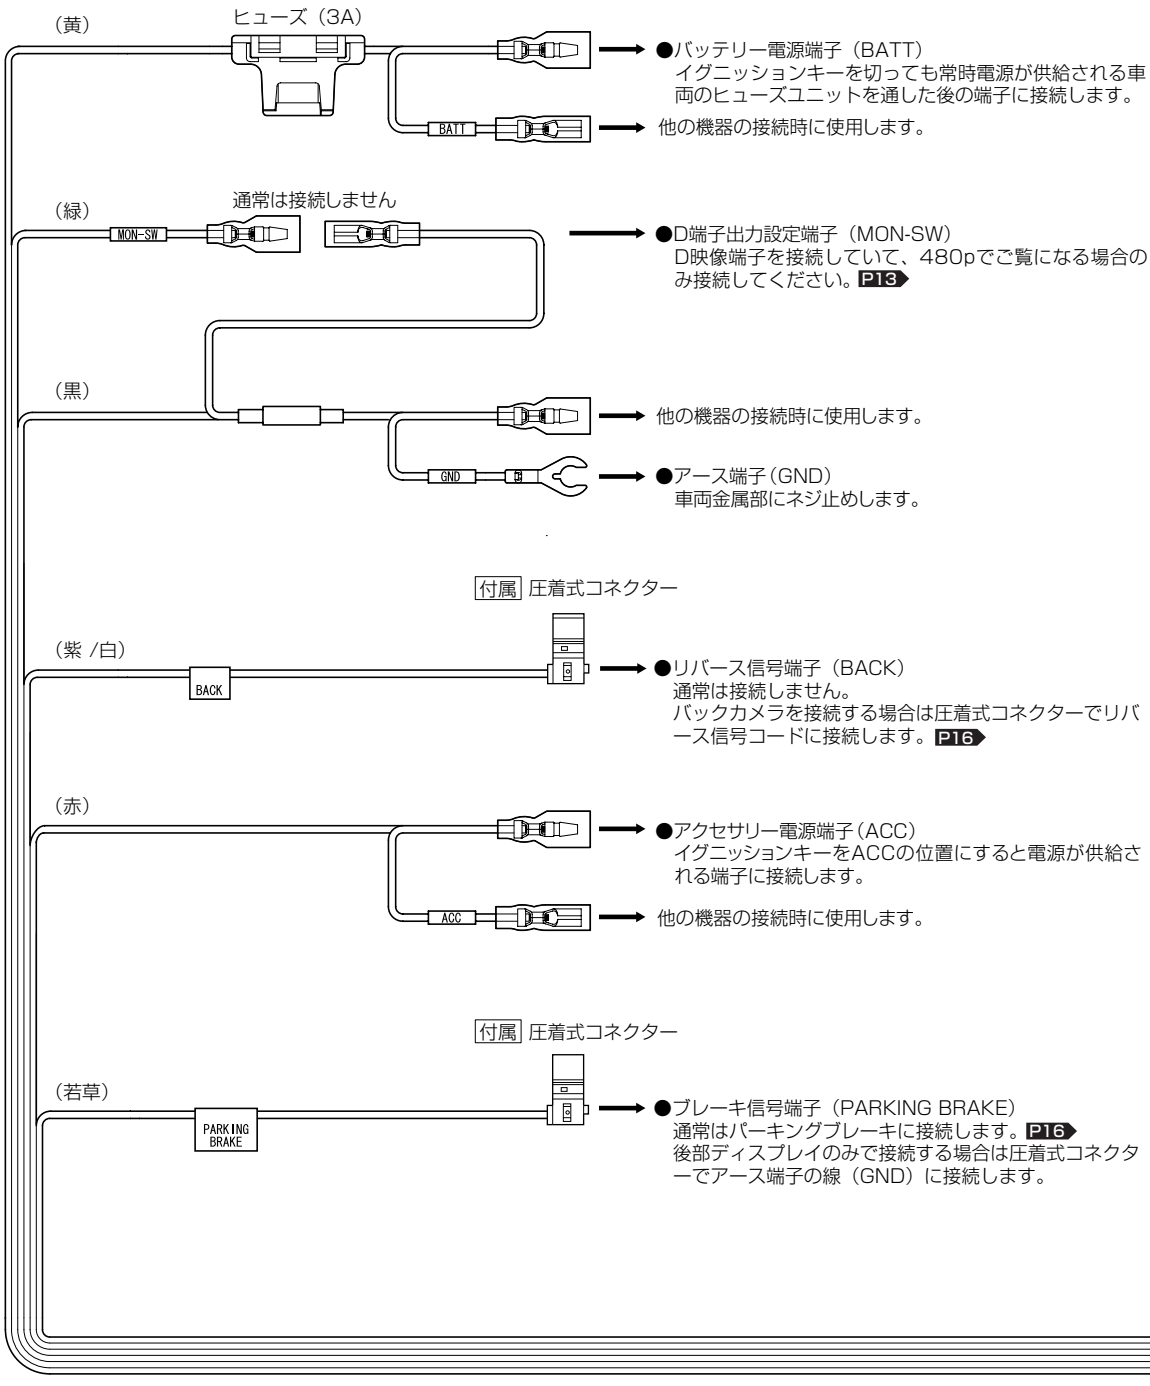 （黄）
ヒューズ（3A）
●バッテリー電源端子（BATT）
イグニッションキーを切っても常時電源が供給される車
両のヒューズユニットを通した後の端子に接続します。
BATT
他の機器の接続時に使用します。
（緑）
通常は接続しません
MON-SW
●D端子出力設定端子（MON-SW）
D映像端子を接続していて、480pでご覧になる場合の
み接続してください。P13
（黒）
他の機器の接続時に使用します。
GND
●アース端子（GND）
車両金属部にネジ止めします。
付属 圧着式コネクター
（紫 /白）
BACK
●リバース信号端子（BACK）
通常は接続しません。
バックカメラを接続する場合は圧着式コネクターでリバ
ース信号コードに接続します。P16
（赤）
●アクセサリー電源端子（ACC）
イグニッションキーをACCの位置にすると電源が供給さ
れる端子に接続します。
ACC
他の機器の接続時に使用します。
付属 圧着式コネクター
（若草）
PARKING
BRAKE
●ブレーキ信号端子（PARKING BRAKE）
通常はパーキングブレーキに接続します。P16
後部ディスプレイのみで接続する場合は圧着式コネクタ
ーでアース端子の線（GND）に接続します。